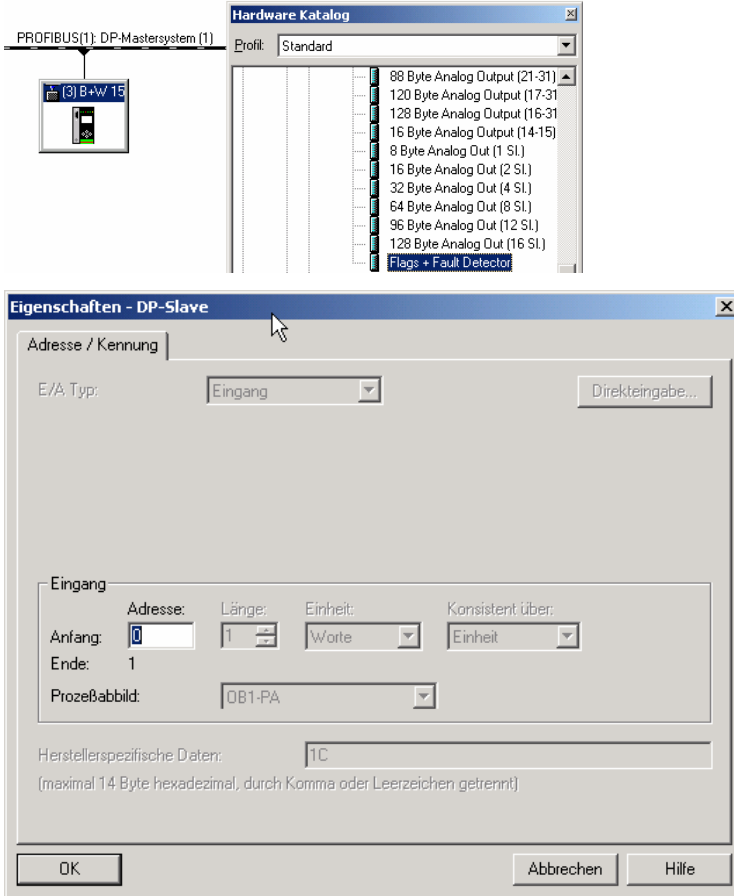 PROFIBUS(1): DP-Mastersystem (1)
(3) B+W 15
Hardware Katalog
Profil: Standard
88 Byte Analog Output (21-31)
120 Byte Analog Output (17-31
128 Byte Analog Output (16-31
16 Byte Analog Output (14-15)
8 Byte Analog Out (1 Sl.)
16 Byte Analog Out (2 Sl.)
32 Byte Analog Out (4 Sl.)
64 Byte Analog Out (8 Sl.)
96 Byte Analog Out (12 Sl.)
128 Byte Analog Out (16 Sl.)
Flags + Fault Detector
Eigenschaften - DP-Slave
Adresse / Kennung
E/A Typ: Eingang Direkteingabe...
Eingang
Adresse: Länge: Einheit: Konsistent über:
Anfang: 0 1 Worte Einheit
Ende: 1
Prozeßabbild: OB1-PA
Herstellerspezifische Daten: 1C
(maximal 14 Byte hexadezimal, durch Komma oder Leerzeichen getrennt)
OK Abbrechen Hilfe